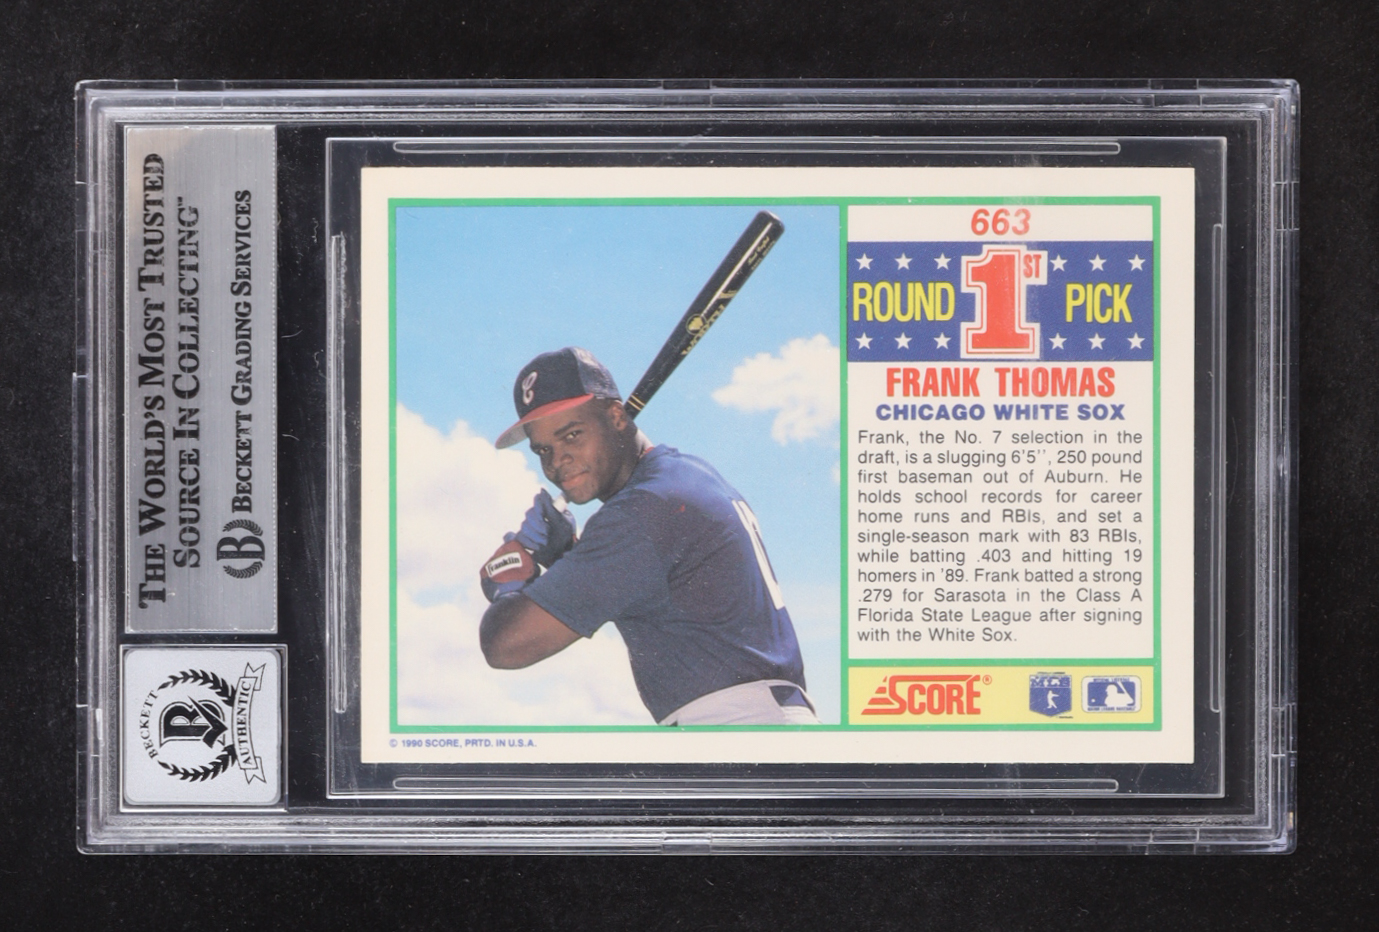 THE WORLD'S MOST TRUSTED
SOURCE IN COLLECTING™
BECKETT GRADING SERVICES
BECKETT
B
AUTHENTIC
WORTH
C
Franklin
663
1ST
ROUND PICK
FRANK THOMAS
CHICAGO WHITE SOX
Frank, the No. 7 selection in the
draft, is a slugging 6'5'', 250 pound
first baseman out of Auburn. He
holds school records for career
home runs and RBIs, and set a
single-season mark with 83 RBIs,
while batting .403 and hitting 19
homers in '89. Frank batted a strong
.279 for Sarasota in the Class A
Florida State League after signing
with the White Sox.
SCORE®
© 1990 SCORE, PRTD. IN U.S.A.